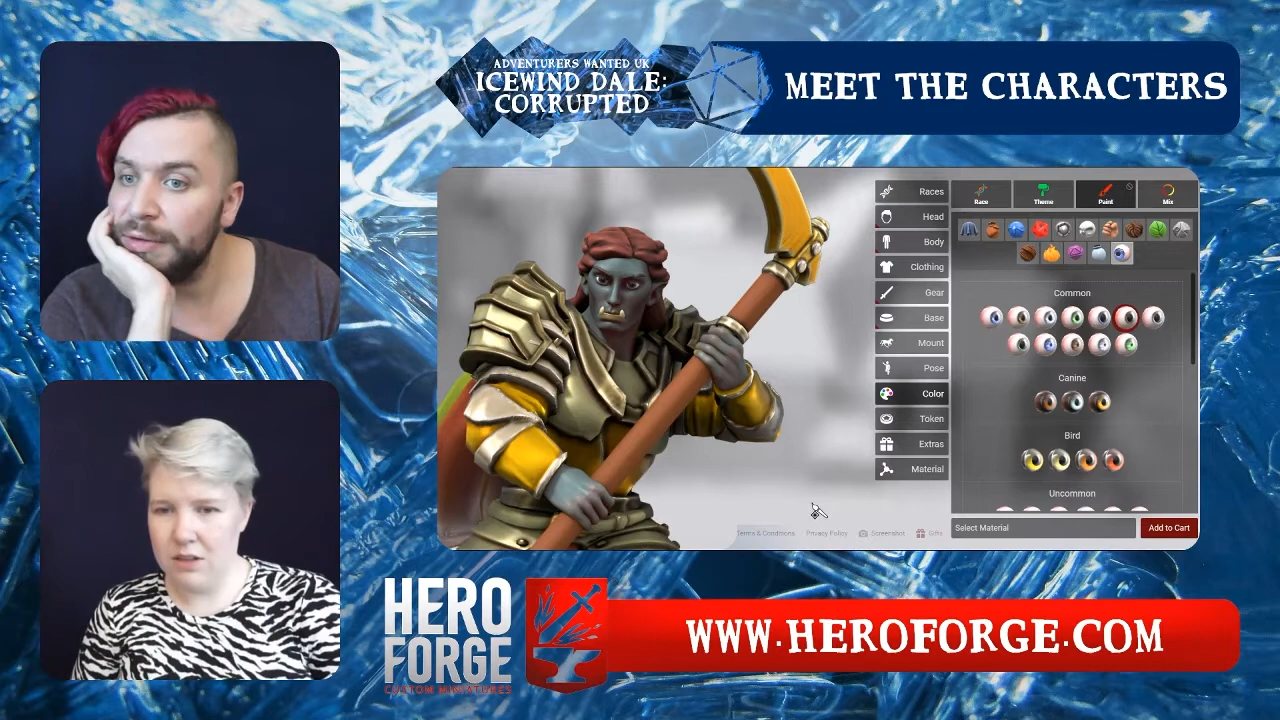 ADVENTURERS WANTED UK
ICEWIND DALE:
CORRUPTED
MEET THE CHARACTERS
Races
Head
Body
Clothing
Gear
Base
Mount
Pose
Color
Token
Extras
Material
Race
Theme
Paint
Mix
Common
Canine
Bird
Uncommon
Select Material
Add to Cart
Terms & Conditions
Privacy Policy
Screenshot
Gifts
HERO
FORGE
CUSTOM MINIATURES
WWW.HEROFORGE.COM